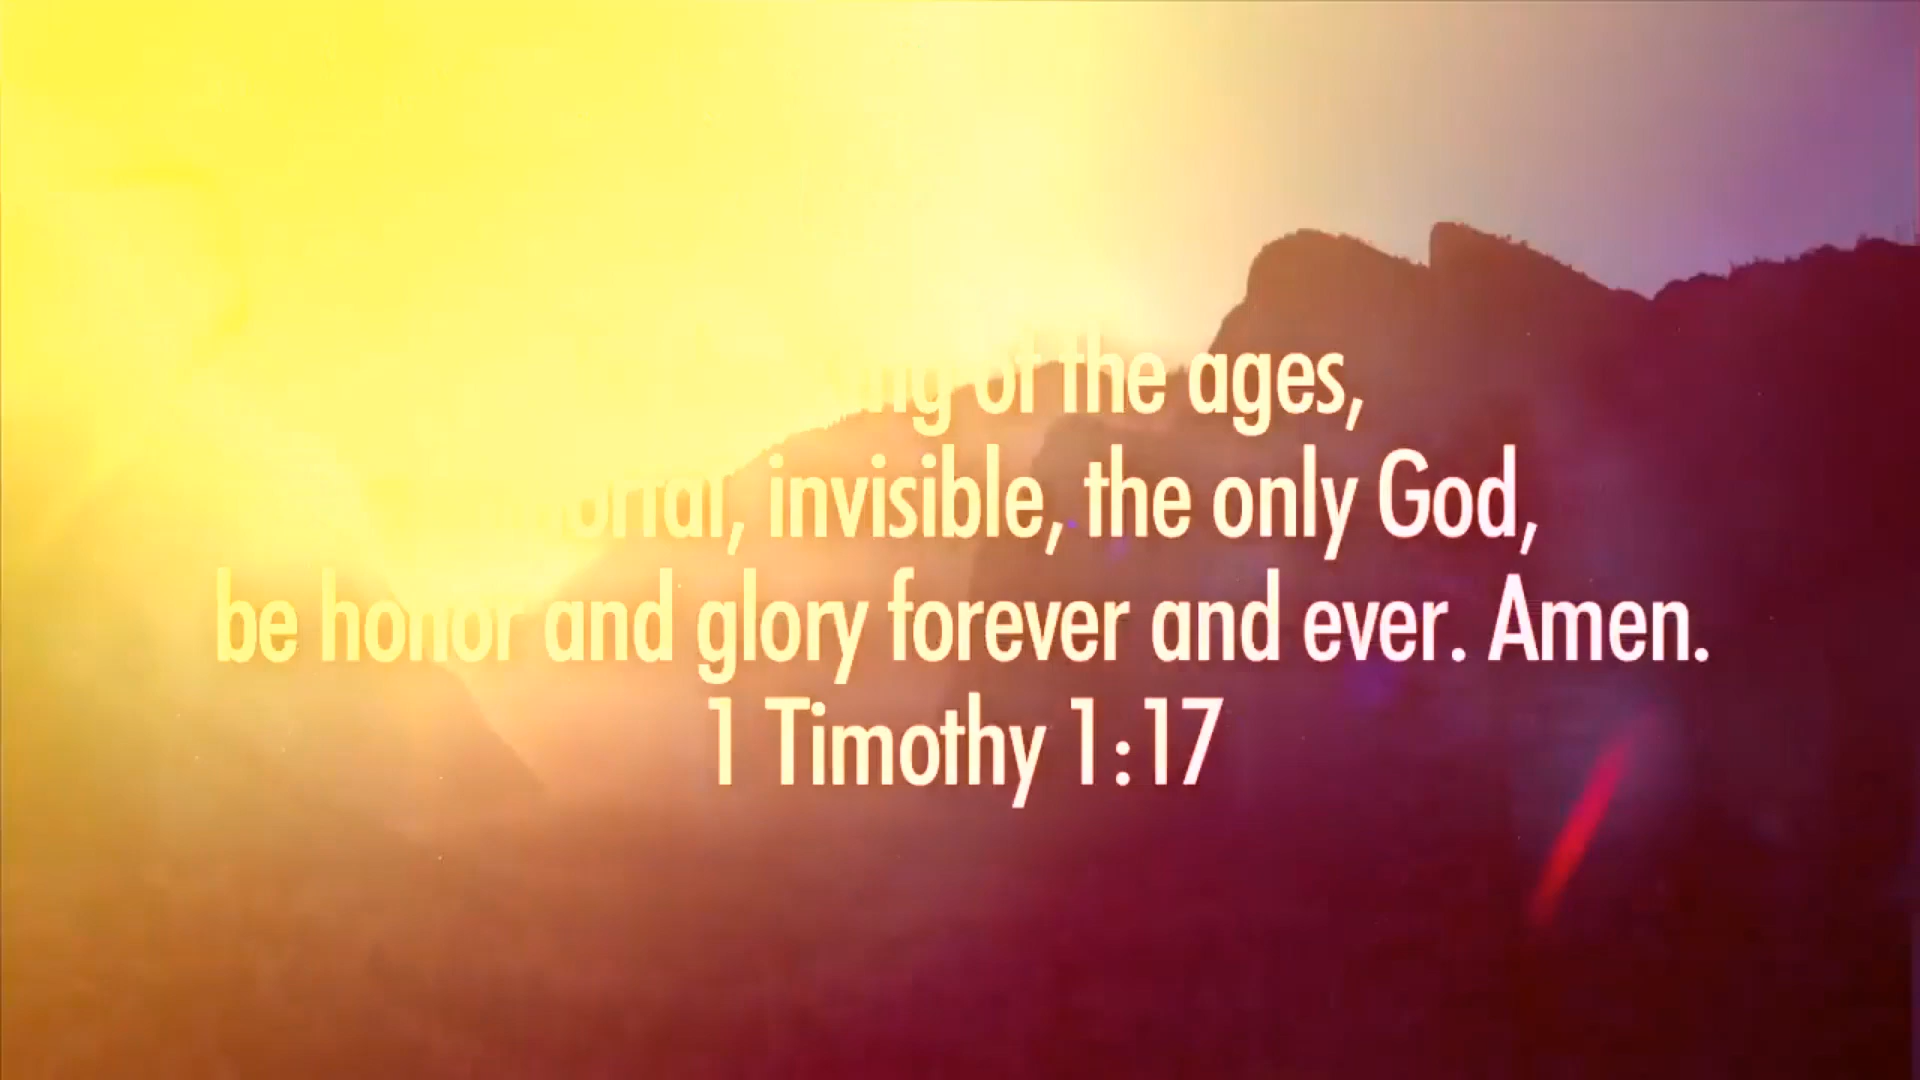 of the ages,
invisible, the only God,
be honor and glory forever and ever. Amen.
1 Timothy 1:17